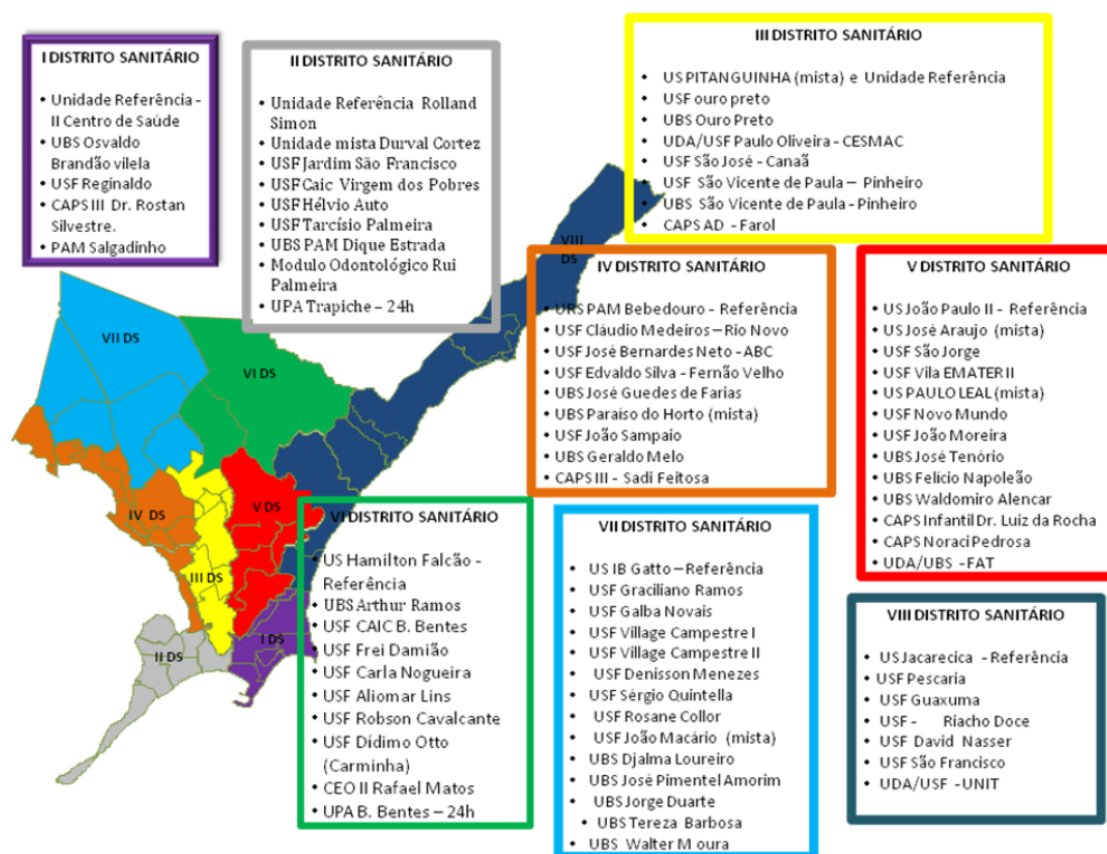 I DISTRITO SANITÁRIO
• Unidade Referência -
II Centro de Saúde
• UBS Osvaldo
Brandão vilela
• USF Reginaldo
• CAPS III Dr. Rostan
Silvestre.
• PAM Salgadinho
II DISTRITO SANITÁRIO
• Unidade Referência Rolland
Simon
• Unidade mista Durval Cortez
• USF Jardim São Francisco
• USF Caic Virgem dos Pobres
• USF Hélvio Auto
• USF Tarcísio Palmeira
• UBS PAM Dique Estrada
• Modulo Odontológico Rui
Palmeira
• UPA Trapiche – 24h
III DISTRITO SANITÁRIO
• US PITANGUINHA (mista) e Unidade Referência
• USF ouro preto
• UBS Ouro Preto
• UDA/USF Paulo Oliveira - CESMAC
• USF São José - Canaã
• USF São Vicente de Paula – Pinheiro
• UBS São Vicente de Paula - Pinheiro
• CAPS AD - Farol
VIII
DS
IV DISTRITO SANITÁRIO
• URS PAM Bebedouro - Referência
• USF Cláudio Medeiros – Rio Novo
• USF José Bernardes Neto - ABC
• USF Edvaldo Silva - Fernão Velho
• UBS José Guedes de Farias
• UBS Paraíso do Horto (mista)
• USF João Sampaio
• UBS Geraldo Melo
• CAPS III - Sadi Feitosa
V DISTRITO SANITÁRIO
• US João Paulo II - Referência
• US José Araujo (mista)
• USF São Jorge
• USF Vila EMATER II
• US PAULO LEAL (mista)
• USF Novo Mundo
• USF João Moreira
• UBS José Tenório
• UBS Felício Napoleão
• UBS Waldomiro Alencar
• CAPS Infantil Dr. Luiz da Rocha
• CAPS Noraci Pedrosa
• UDA/UBS - FAT
VII DS
VI DS
IV DS
V DS
III DS
II DS
I DS
VI DISTRITO SANITÁRIO
• US Hamilton Falcão -
Referência
• UBS Arthur Ramos
• USF CAIC B. Bentes
• USF Frei Damião
• USF Carla Nogueira
• USF Aliomar Lins
• USF Robson Cavalcante
• USF Dídimo Otto
(Carminha)
• CEO II Rafael Matos
• UPA B. Bentes – 24h
VII DISTRITO SANITÁRIO
• US IB Gatto – Referência
• USF Graciliano Ramos
• USF Galba Novais
• USF Village Campestre I
• USF Village Campestre II
• USF Denisson Menezes
• USF Sérgio Quintella
• USF Rosane Collor
• USF João Macário (mista)
• UBS Djalma Loureiro
• UBS José Pimentel Amorim
• UBS Jorge Duarte
• UBS Tereza Barbosa
• UBS Walter Moura
VIII DISTRITO SANITÁRIO
• US Jacarecica - Referência
• USF Pescaria
• USF Guaxuma
• USF - Riacho Doce
• USF David Nasser
• USF São Francisco
• UDA/USF - UNIT